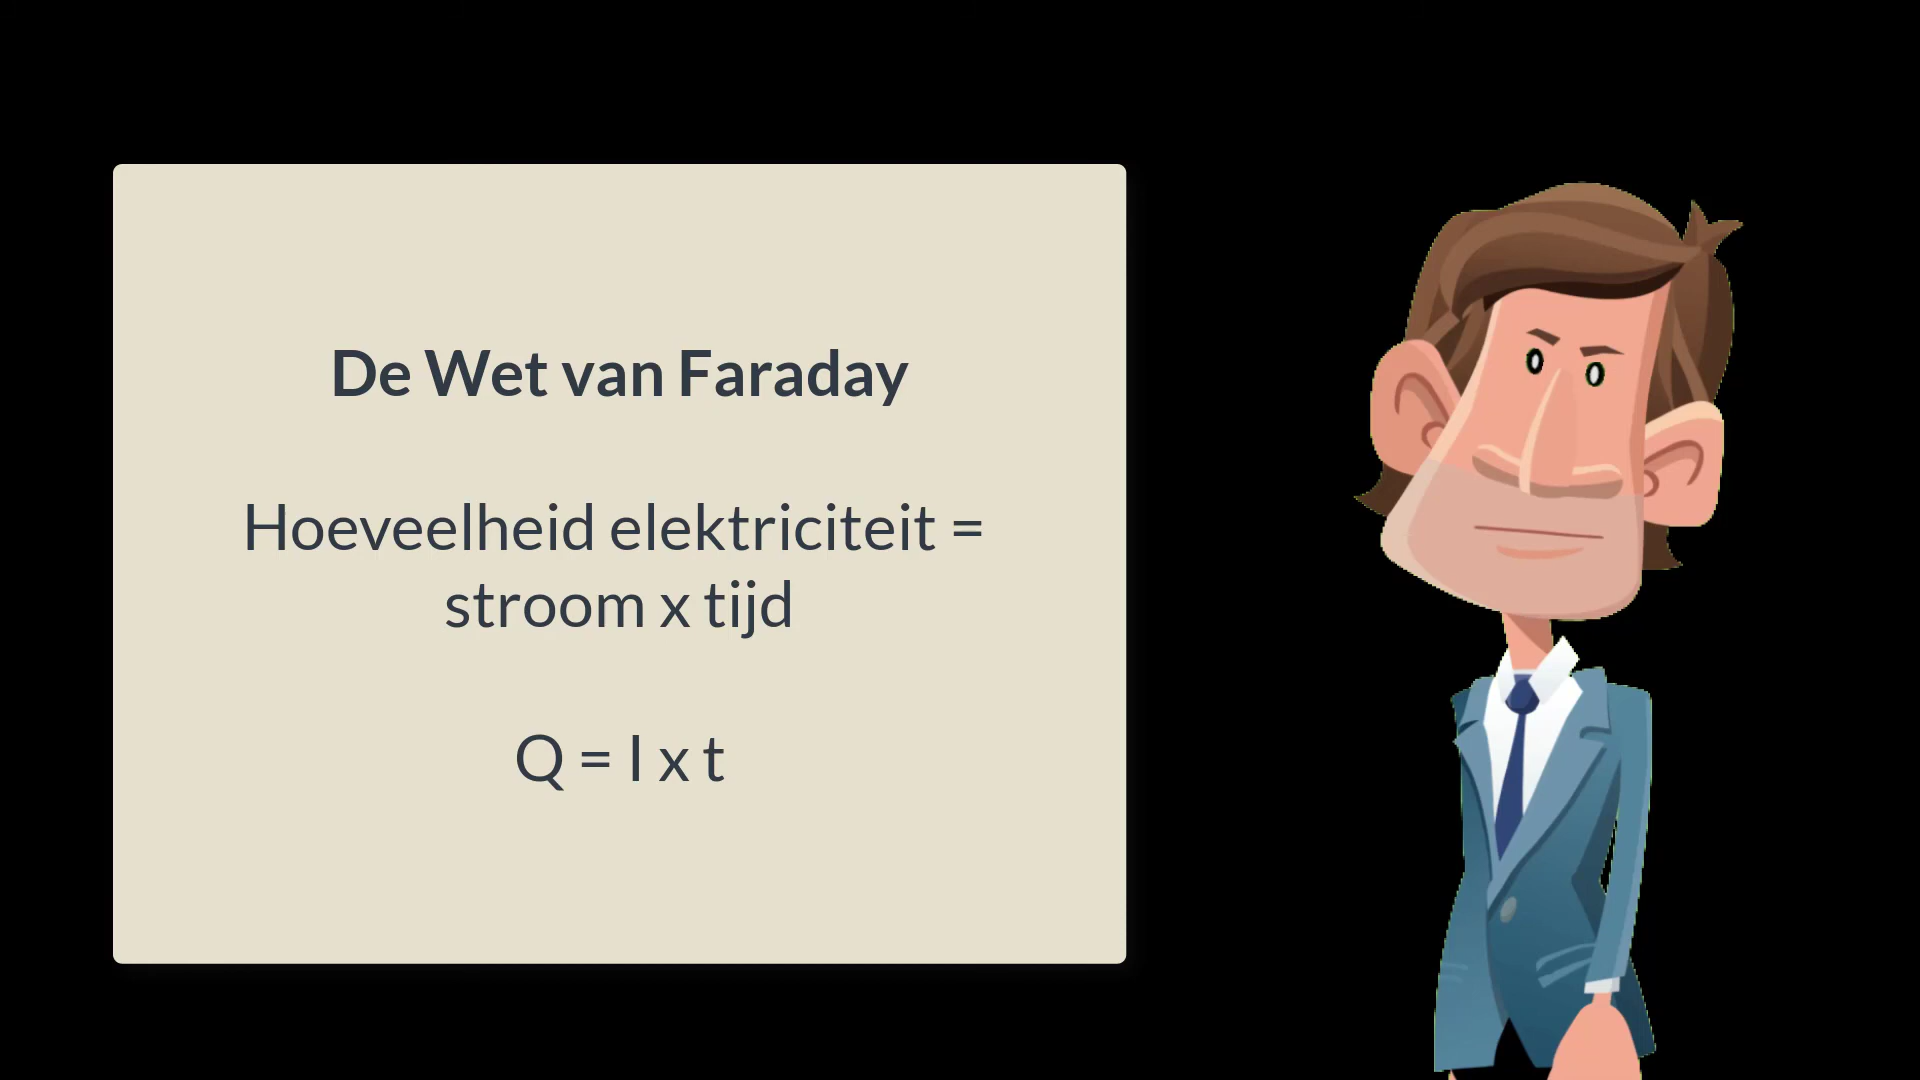 De Wet van Faraday
Hoeveelheid elektriciteit =
stroom x tijd
Q = I x t